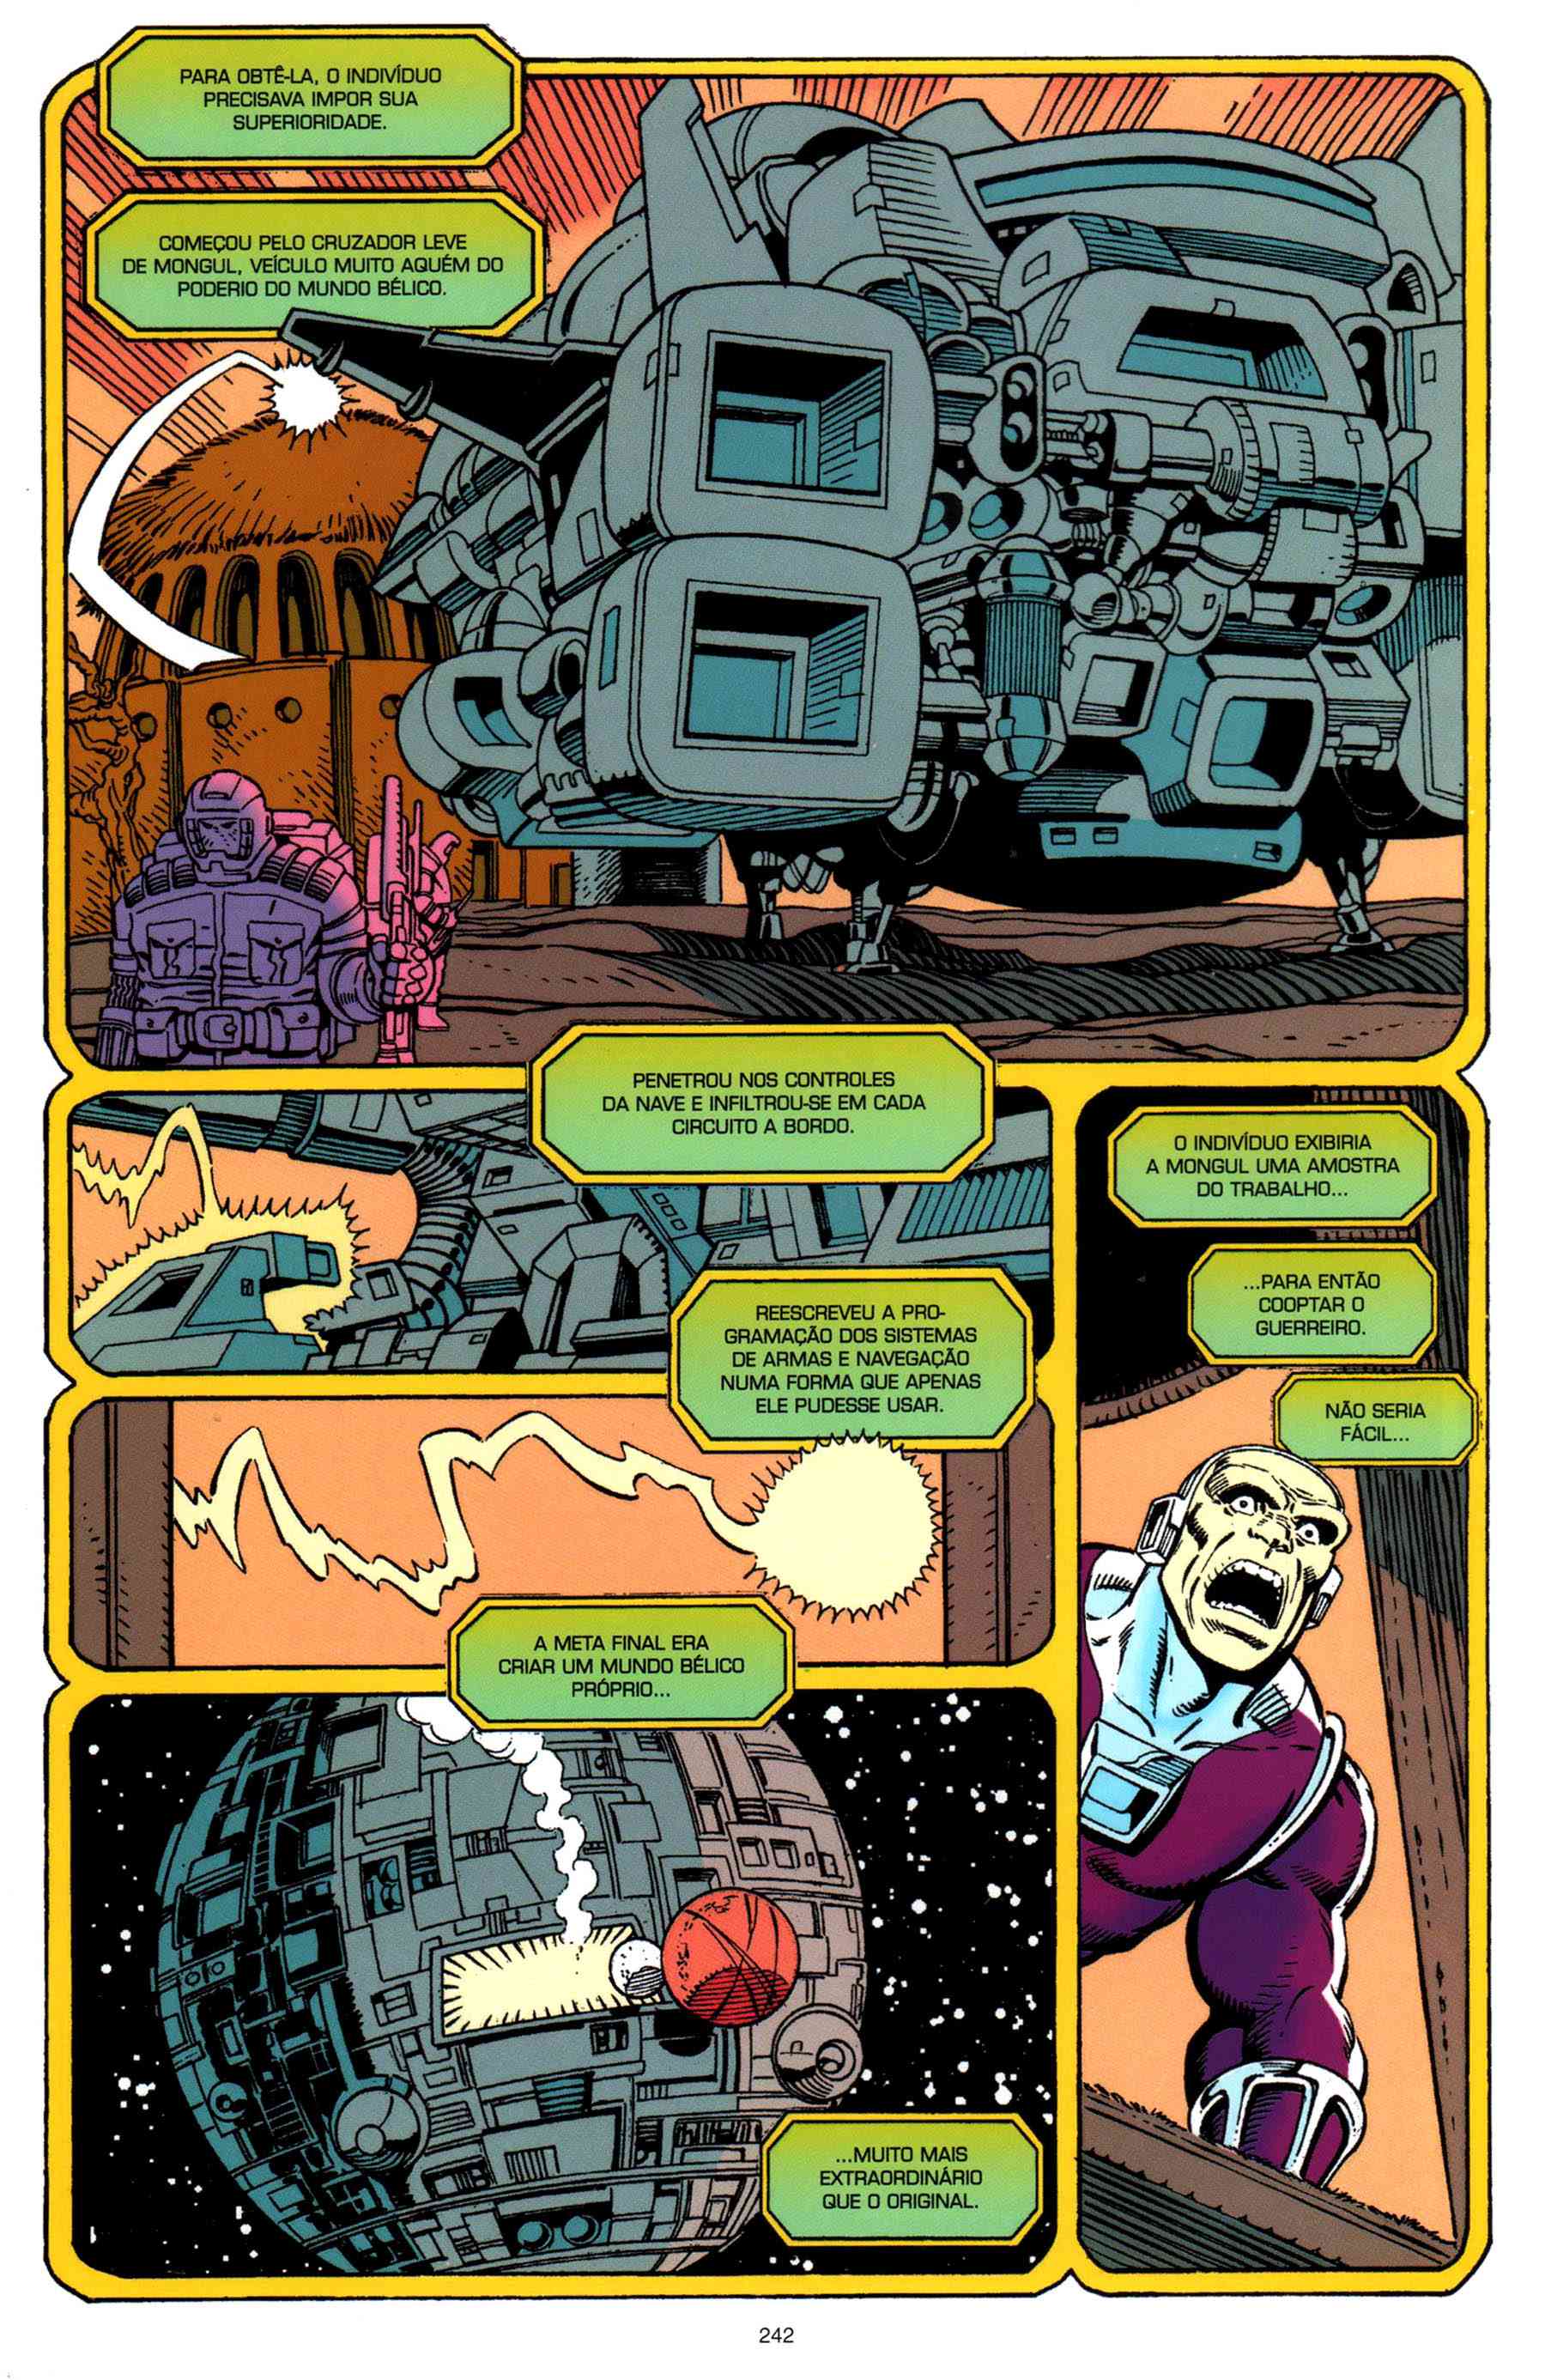 PARA OBTÊ-LA, O INDIVÍDUO
PRECISAVA IMPOR SUA
SUPERIORIDADE.
COMEÇOU PELO CRUZADOR LEVE
DE MONGUL, VEÍCULO MUITO AQUÉM DO
PODERIO DO MUNDO BÉLICO.
PENETROU NOS CONTROLES
DA NAVE E INFILTROU-SE EM CADA
CIRCUITO A BORDO.
REESCREVEU A PRO-
GRAMAÇÃO DOS SISTEMAS
DE ARMAS E NAVEGAÇÃO
NUMA FORMA QUE APENAS
ELE PUDESSE USAR.
A META FINAL ERA
CRIAR UM MUNDO BÉLICO
PRÓPRIO...
...MUITO MAIS
EXTRAORDINÁRIO
QUE O ORIGINAL.
O INDIVÍDUO EXIBIRIA
A MONGUL UMA AMOSTRA
DO TRABALHO...
...PARA ENTÃO
COOPTAR O
GUERREIRO.
NÃO SERIA
FÁCIL...
242